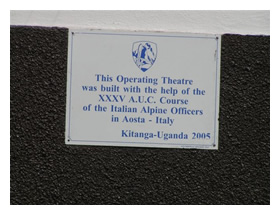 This Operating Theatre
was built with the help of the
XXXV A.U.C. Course
of the Italian Alpine Officers
in Aosta - Italy
Kitanga-Uganda 2005